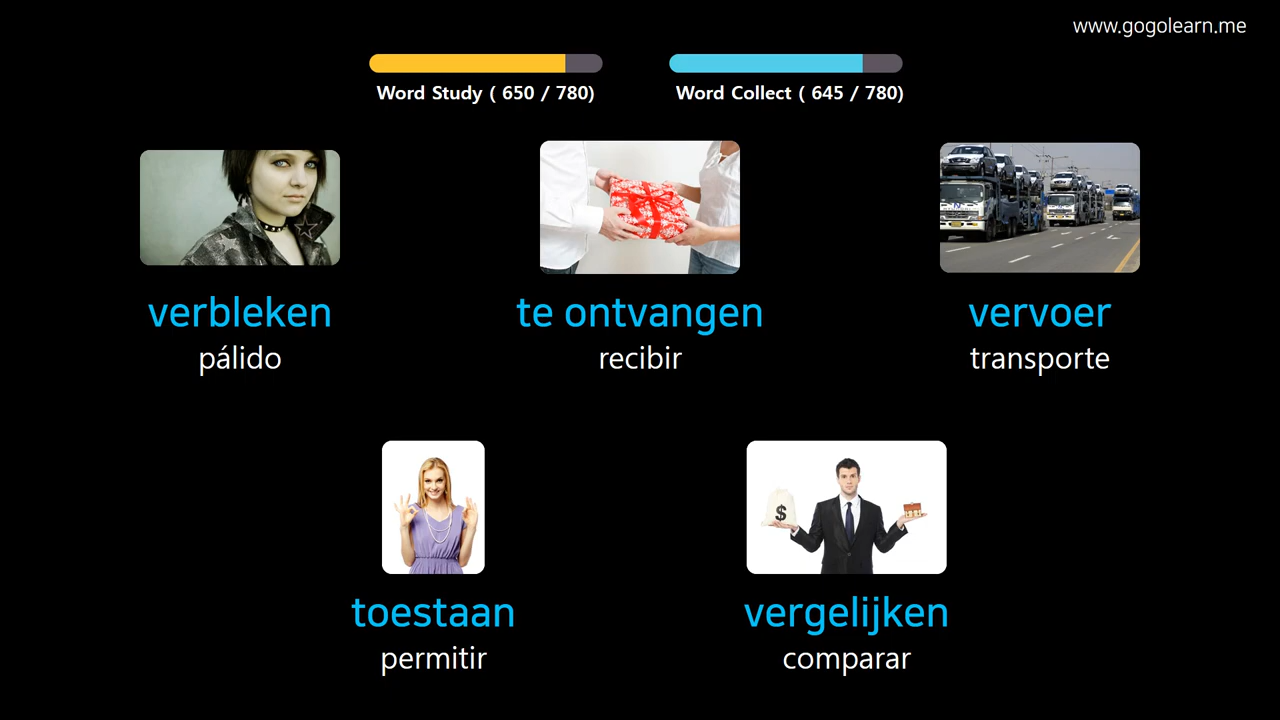 www.gogolearn.me
Word Study ( 650 / 780)
Word Collect ( 645 / 780)
verbleken
pálido
te ontvangen
recibir
vervoer
transporte
toestaan
permitir
$
vergelijken
comparar